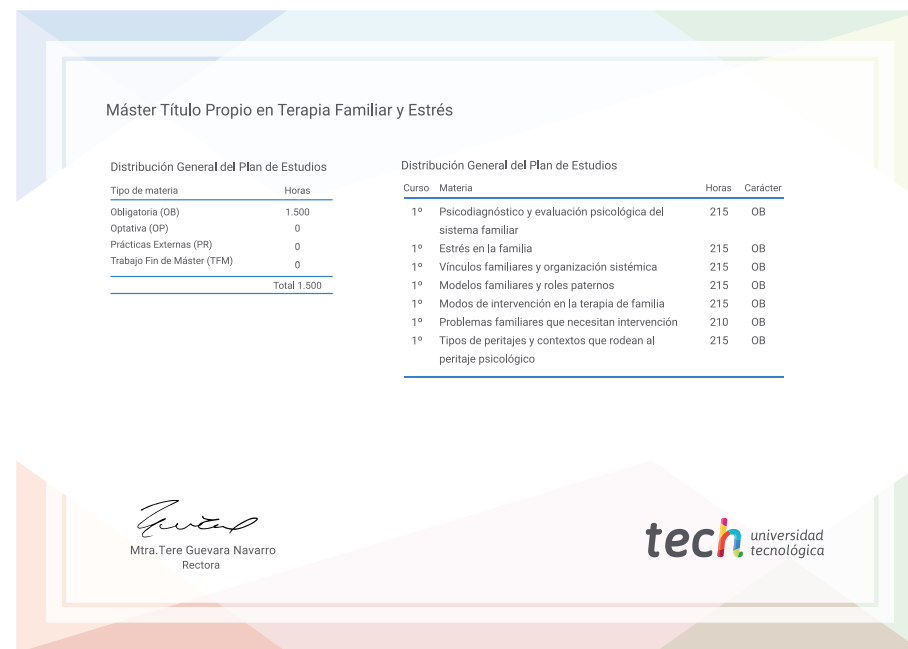 Máster Título Propio en Terapia Familiar y Estrés
Distribución General del Plan de Estudios
Tipo de materia Horas
Obligatoria (OB) 1.500
Optativa (OP) 0
Prácticas Externas (PR) 0
Trabajo Fin de Máster (TFM) 0
Total 1.500
Distribución General del Plan de Estudios
Curso Materia Horas Carácter
1º Psicodiagnóstico y evaluación psicológica del 215 OB
sistema familiar
1º Estrés en la familia 215 OB
1º Vínculos familiares y organización sistémica 215 OB
1º Modelos familiares y roles paternos 215 OB
1º Modos de intervención en la terapia de familia 215 OB
1º Problemas familiares que necesitan intervención 210 OB
1º Tipos de peritajes y contextos que rodean al 215 OB
peritaje psicológico
Mtra.Tere Guevara Navarro
Rectora
tech universidad
tecnológica